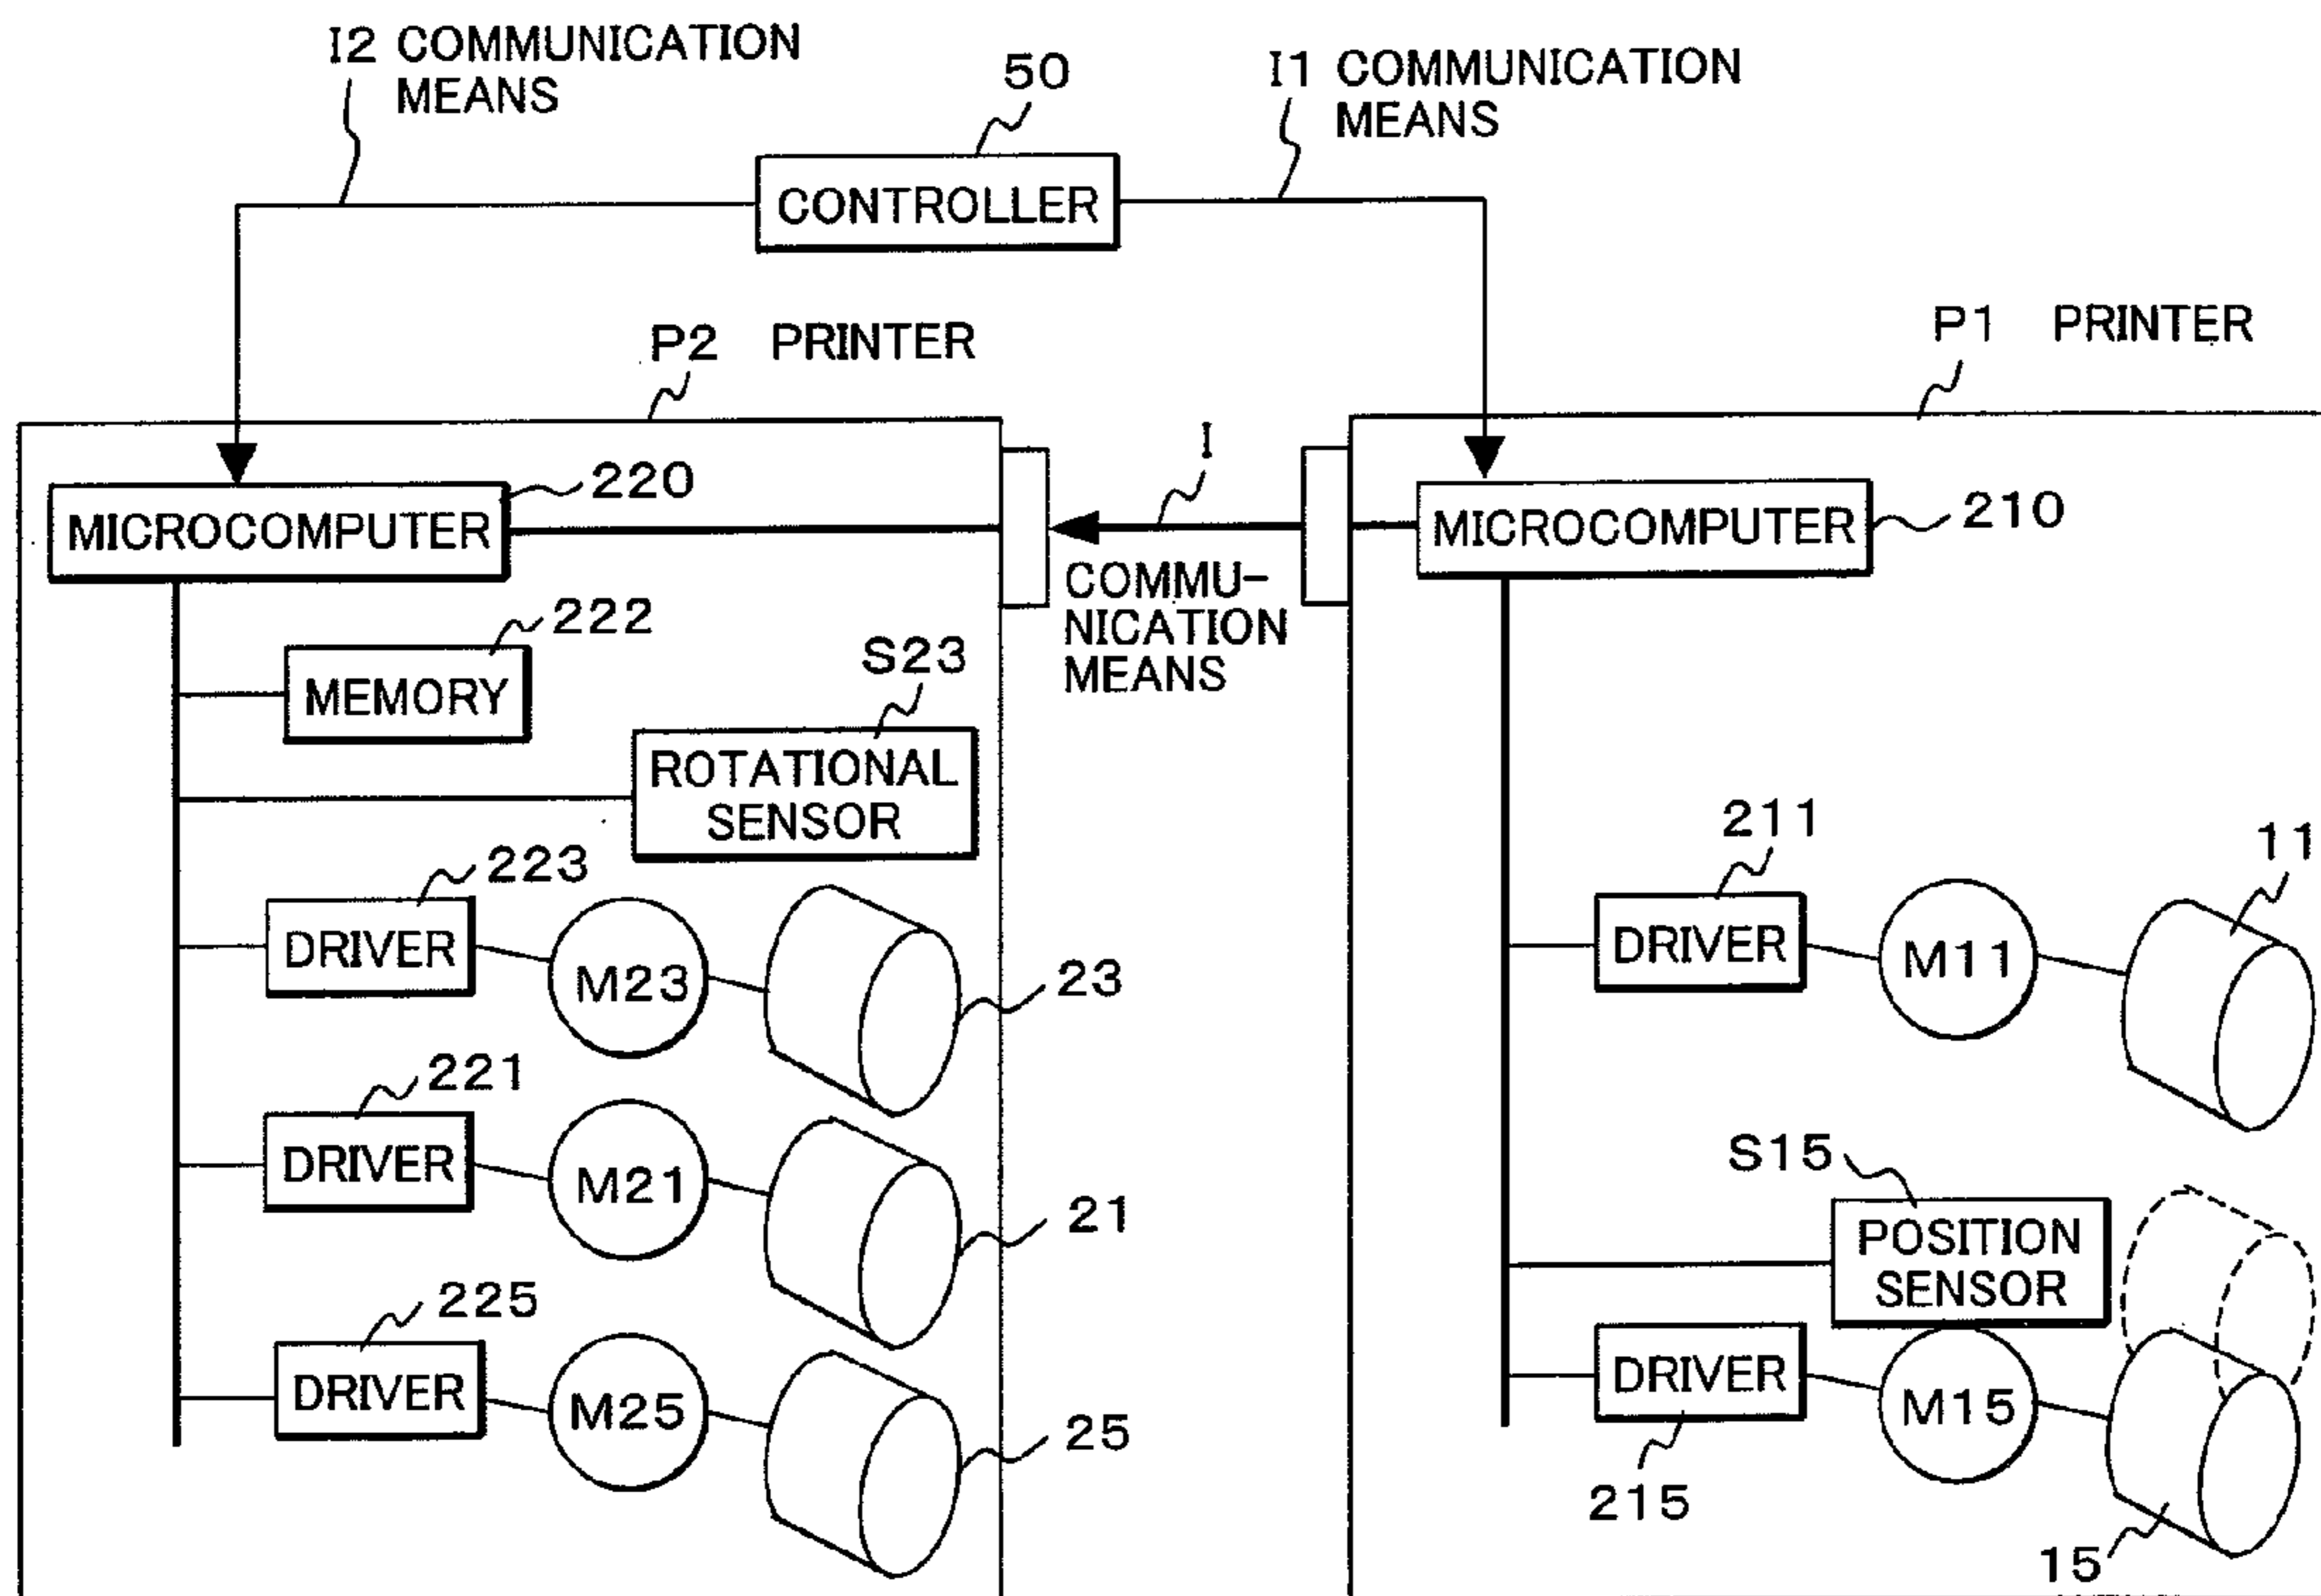 I2 COMMUNICATION
MEANS
50
I1 COMMUNICATION
MEANS
CONTROLLER
P2 PRINTER
P1 PRINTER
I
220
MICROCOMPUTER
MICROCOMPUTER
210
COMMU-
NICATION
MEANS
222
MEMORY
S23
ROTATIONAL
SENSOR
223
DRIVER
M23
23
221
DRIVER
M21
21
225
DRIVER
M25
25
211
DRIVER
M11
11
S15
POSITION
SENSOR
DRIVER
M15
215
15